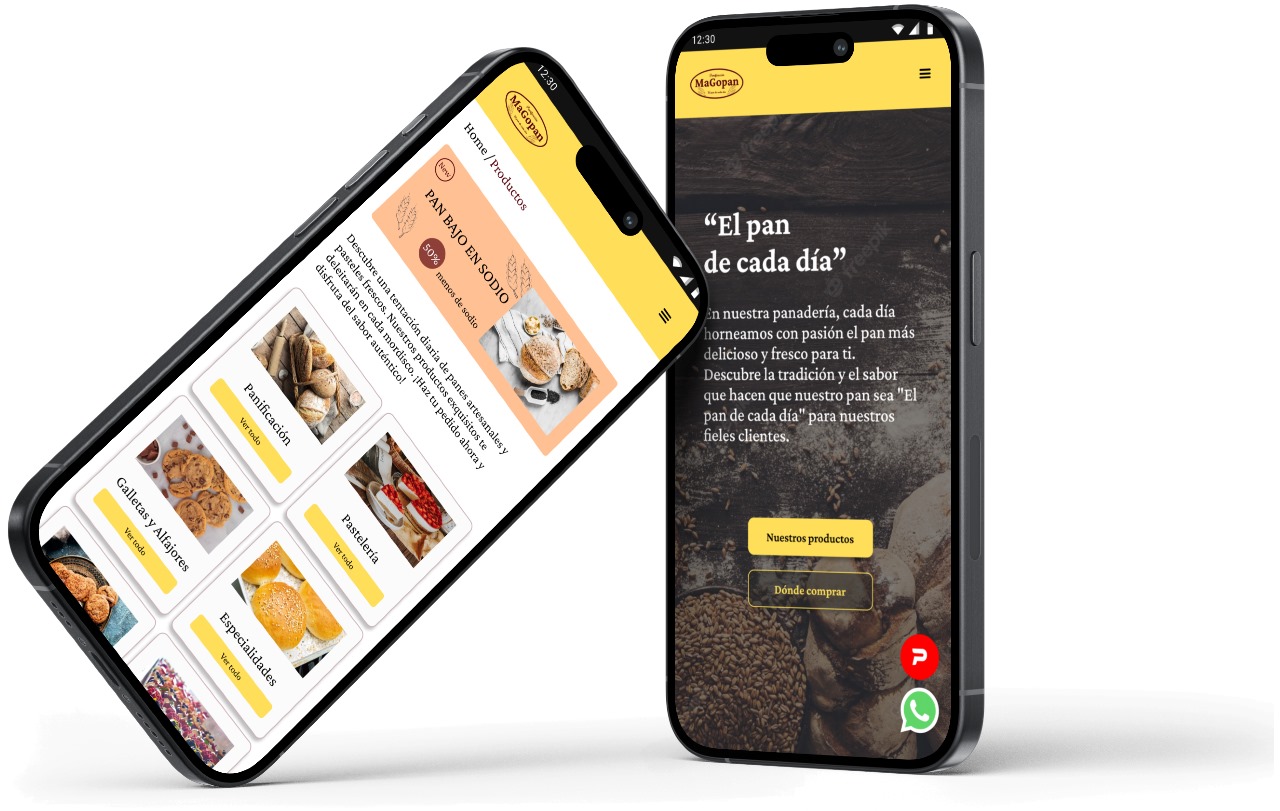 12:30
MaGopan
Home / Productos
New
PAN BAJO EN SODIO
50%
menos de sodio
Descubre una tentación diaria de panes artesanales y
pasteles frescos. Nuestros productos exquisitos te
deleitarán en cada mordisco. ¡Haz tu pedido ahora y
disfruta del sabor auténtico!
Panificación
Ver todo
Pastelería
Ver todo
Galletas y Alfajores
Ver todo
Especialidades
Ver todo
12:30
MaGopan
“El pan
de cada día”
En nuestra panadería, cada día
horneamos con pasión el pan más
delicioso y fresco para ti.
Descubre la tradición y el sabor
que hacen que nuestro pan sea "El
pan de cada día" para nuestros
fieles clientes.
Nuestros productos
Dónde comprar